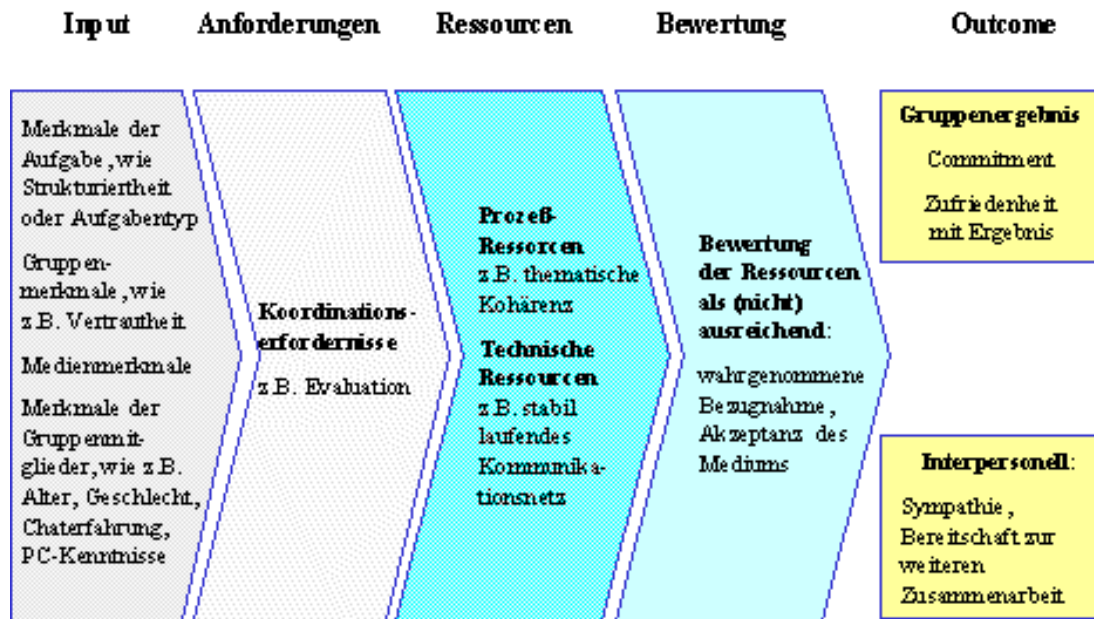 Input Anforderungen Ressourcen Bewertung Outcome
Merkmale der
Aufgabe, wie
Strukturiertheit
oder Aufgabentyp
Gruppen-
merkmale, wie
z.B. Vertrautheit
Medienmerkmale
Merkmale der
Gruppenmit-
glieder, wie z.B.
Alter, Geschlecht,
Chaterfahrung,
PC-Kenntnisse
Koordinations-
erfordernisse
z.B. Evaluation
Prozeß-
Ressorcen
z.B. thematische
Kohärenz
Technische
Ressourcen
z.B. stabil
laufendes
Kommunika-
tionsnetz
Bewertung
der Ressourcen
als (nicht)
ausreichend:
wahrgenommene
Bezugnahme,
Akzeptanz des
Mediums
Gruppenergebnis
Commitment
Zufriedenheit
mit Ergebnis
Interpersonell:
Sympathie,
Bereitschaft zur
weiteren
Zusammenarbeit